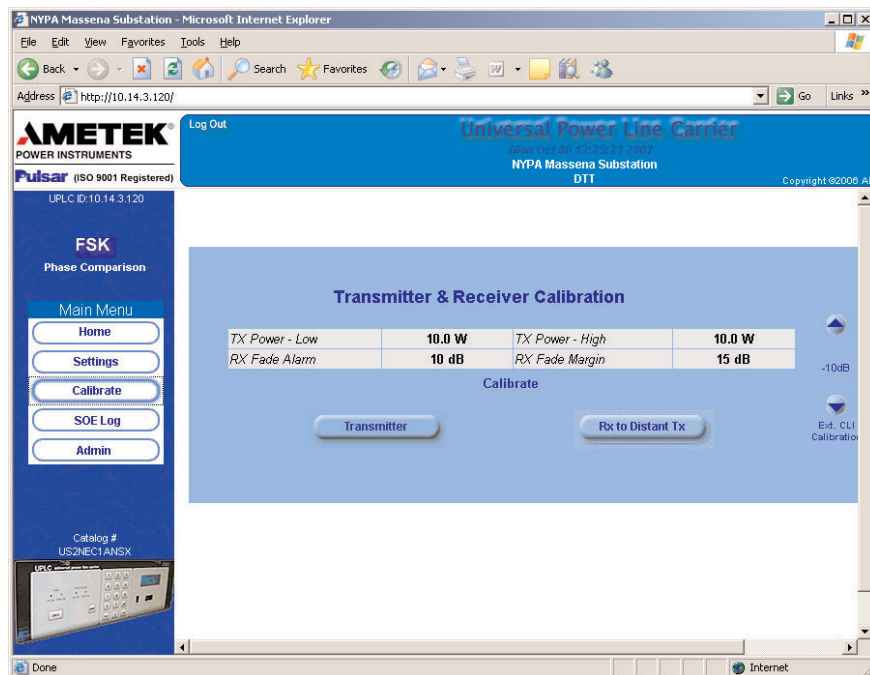 NYPA Massena Substation - Microsoft Internet Explorer
File Edit View Favorites Tools Help
Back Search Favorites
Address http://10.14.3.120/ Go Links »
AMETEK®
POWER INSTRUMENTS
Pulsar (ISO 9001 Registered)
Log Out
Universal Power Line Carrier
Mon Oct 08 13:25:21 2007
NYPA Massena Substation
DTT
Copyright ©2006 A
UPLC ID:10.14.3.120
FSK
Phase Comparison
Main Menu
Home
Settings
Calibrate
SOE Log
Admin
Catalog #
US2NEC1ANSX
UPLC
Transmitter & Receiver Calibration
TX Power - Low 10.0 W TX Power - High 10.0 W
RX Fade Alarm 10 dB RX Fade Margin 15 dB
Calibrate
Transmitter Rx to Distant Tx
-10dB
Ext. CLI
Calibration
Done Internet